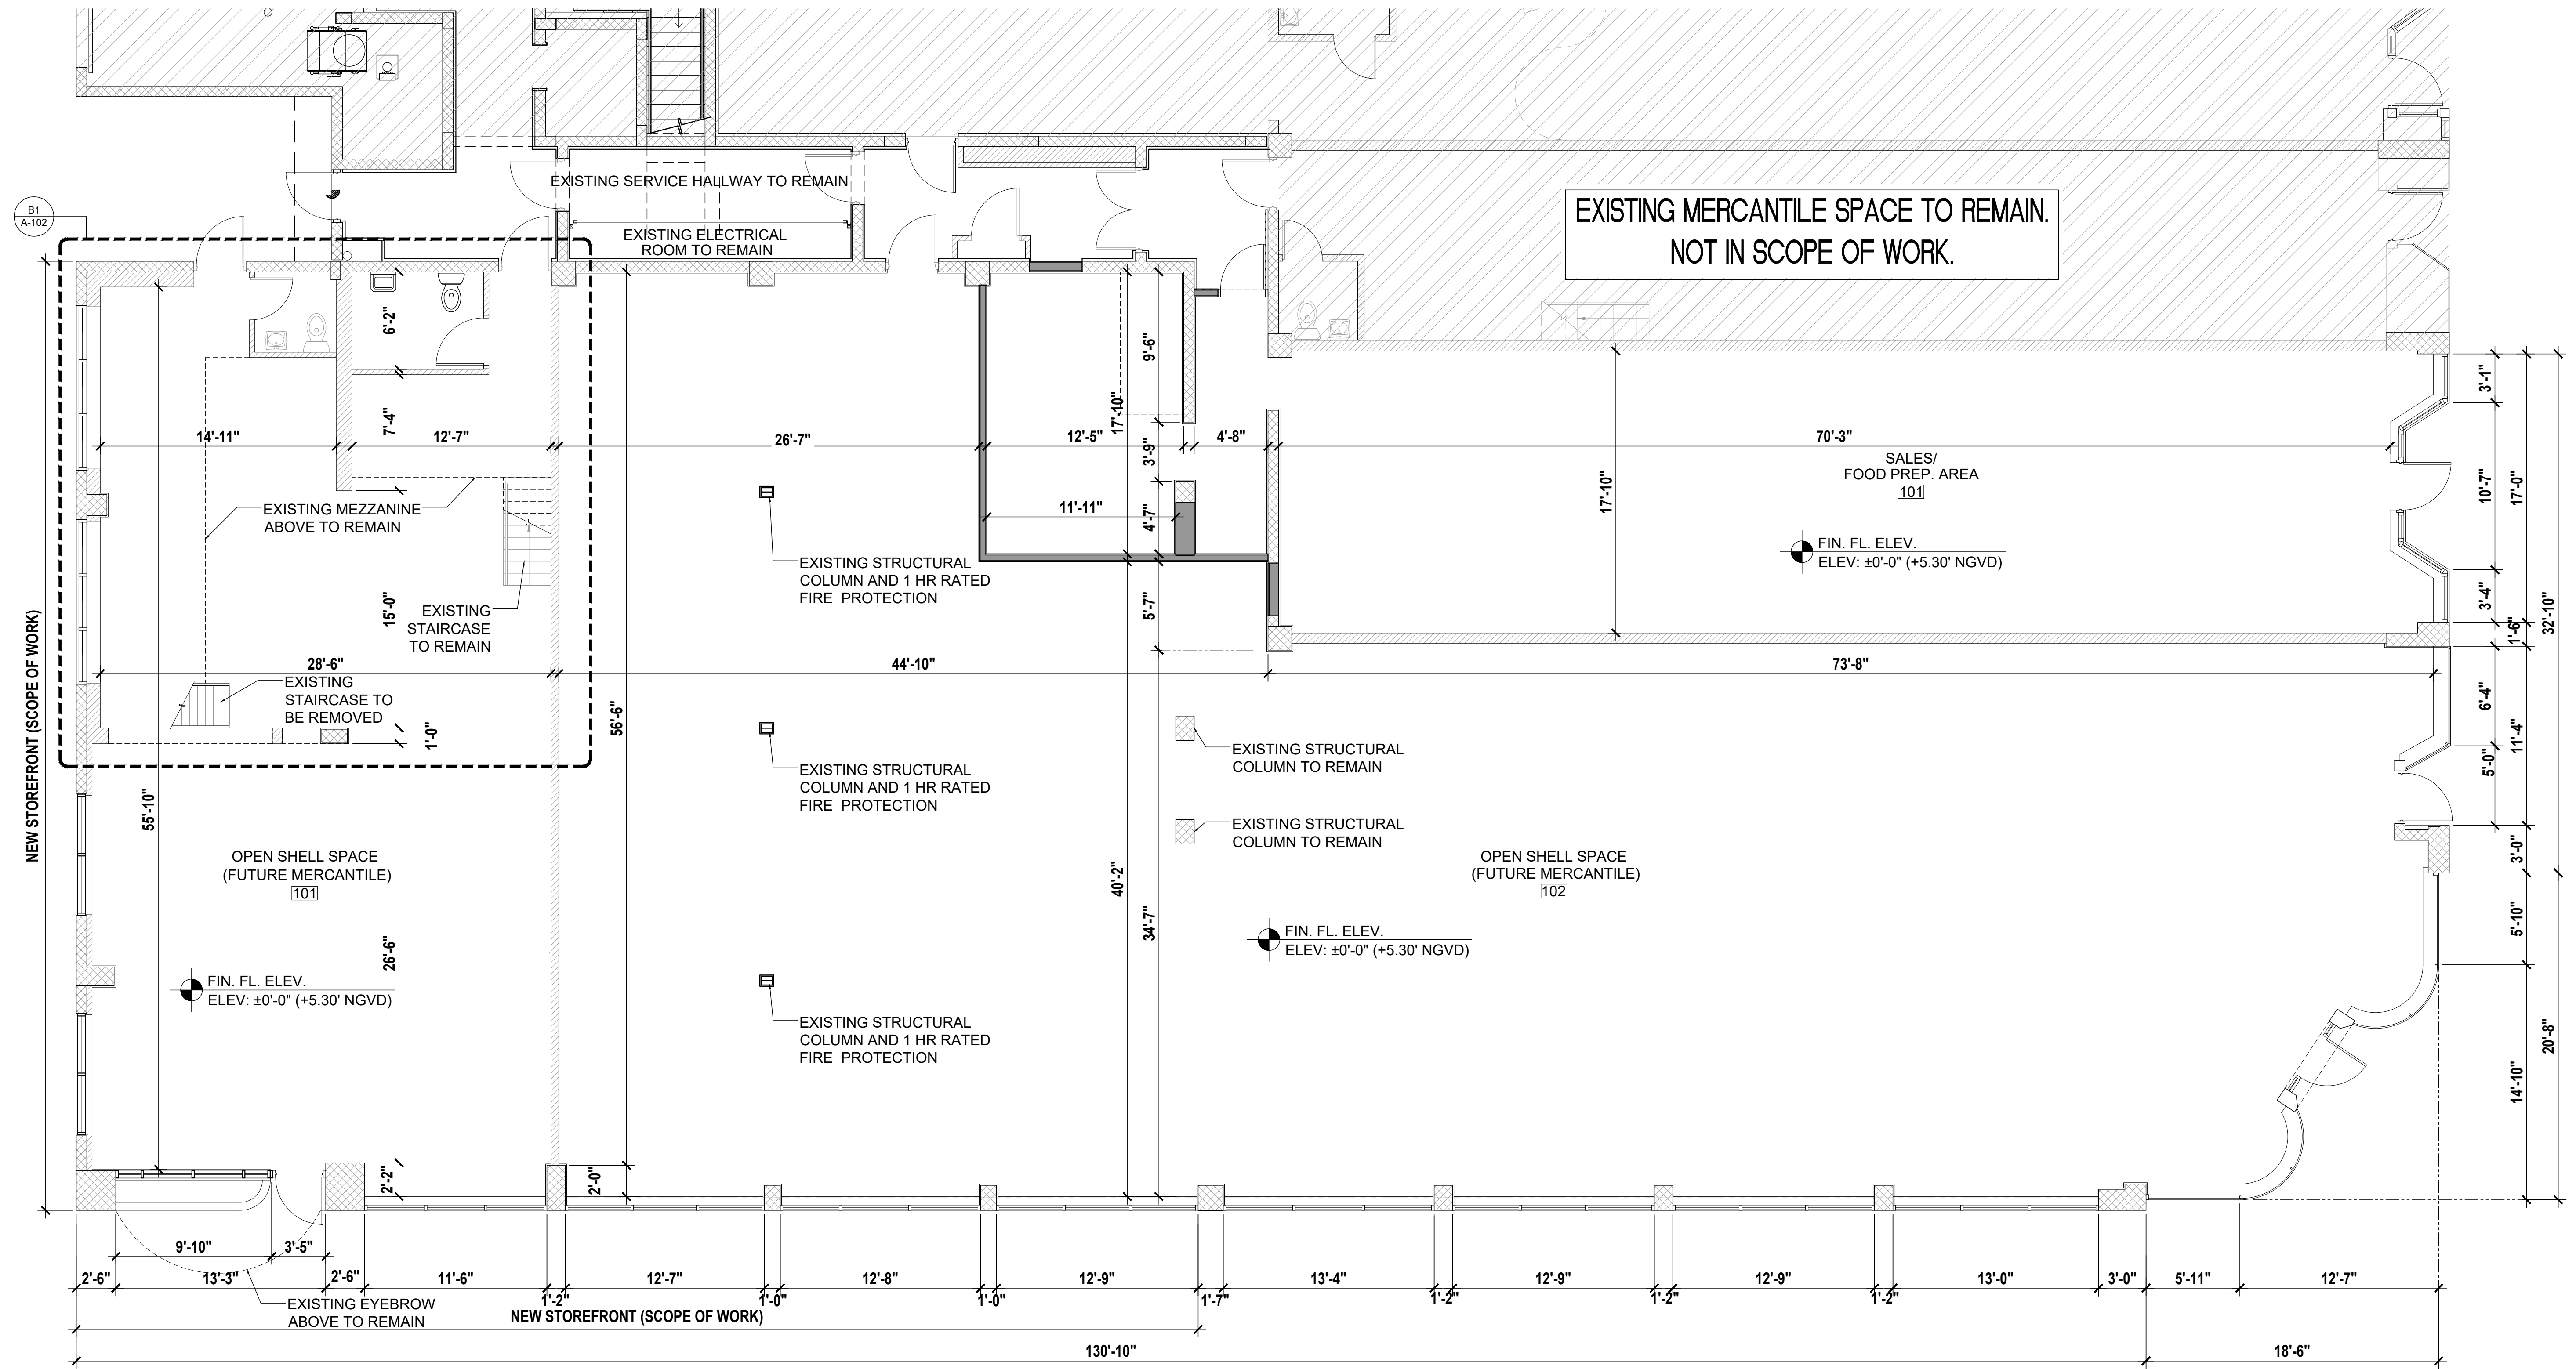 EXISTING SERVICE HALLWAY TO REMAIN
B1
A-102
EXISTING ELECTRICAL
ROOM TO REMAIN
EXISTING MERCANTILE SPACE TO REMAIN.
NOT IN SCOPE OF WORK.
6'-2"
9'-6"
3'-1"
7'-4"
17'-10"
14'-11"
12'-7"
26'-7"
12'-5"
4'-8"
70'-3"
3'-9"
SALES/
FOOD PREP. AREA
101
10'-7"
17'-0"
17'-10"
EXISTING MEZZANINE
ABOVE TO REMAIN
11'-11"
4'-7"
FIN. FL. ELEV.
ELEV: ±0'-0" (+5.30' NGVD)
EXISTING STRUCTURAL
COLUMN AND 1 HR RATED
FIRE PROTECTION
15'-0"
5'-7"
3'-4"
32'-10"
1'-6"
EXISTING
STAIRCASE
TO REMAIN
28'-6"
44'-10"
73'-8"
EXISTING
STAIRCASE TO
BE REMOVED
56'-6"
1'-0"
6'-4"
11'-4"
5'-0"
NEW STOREFRONT (SCOPE OF WORK)
EXISTING STRUCTURAL
COLUMN TO REMAIN
EXISTING STRUCTURAL
COLUMN AND 1 HR RATED
FIRE PROTECTION
55'-10"
EXISTING STRUCTURAL
COLUMN TO REMAIN
3'-0"
OPEN SHELL SPACE
(FUTURE MERCANTILE)
101
40'-2"
34'-7"
OPEN SHELL SPACE
(FUTURE MERCANTILE)
102
5'-10"
26'-6"
FIN. FL. ELEV.
ELEV: ±0'-0" (+5.30' NGVD)
FIN. FL. ELEV.
ELEV: ±0'-0" (+5.30' NGVD)
EXISTING STRUCTURAL
COLUMN AND 1 HR RATED
FIRE PROTECTION
20'-8"
14'-10"
2'-2"
2'-0"
9'-10"
3'-5"
2'-6"
13'-3"
2'-6"
11'-6"
1'-2"
12'-7"
1'-0"
12'-8"
1'-0"
12'-9"
1'-7"
13'-4"
1'-2"
12'-9"
1'-2"
12'-9"
1'-2"
13'-0"
3'-0"
5'-11"
12'-7"
EXISTING EYEBROW
ABOVE TO REMAIN
NEW STOREFRONT (SCOPE OF WORK)
130'-10"
18'-6"